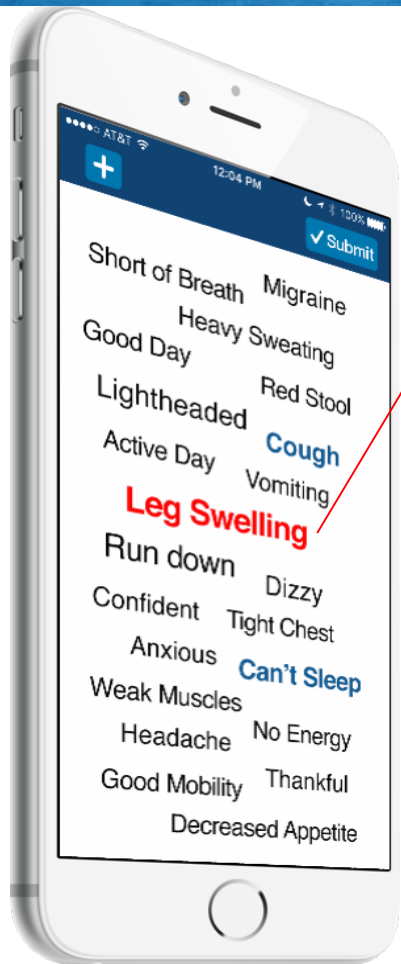 AT&T
12:04 PM
100%
+
✓ Submit
Short of Breath
Migraine
Heavy Sweating
Good Day
Red Stool
Lightheaded
Cough
Active Day
Vomiting
Leg Swelling
Run down
Dizzy
Confident
Tight Chest
Anxious
Can't Sleep
Weak Muscles
No Energy
Headache
Good Mobility
Thankful
Decreased Appetite